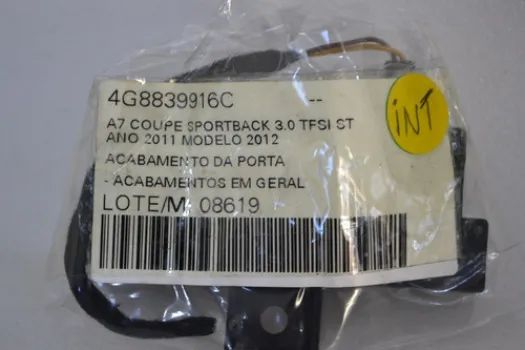 4G8839916C --
A7 COUPE SPORTBACK 3.0 TFSI ST
ANO 2011 MODELO 2012
ACABAMENTO DA PORTA
- ACABAMENTOS EM GERAL
LOTE/M: 08619
INT